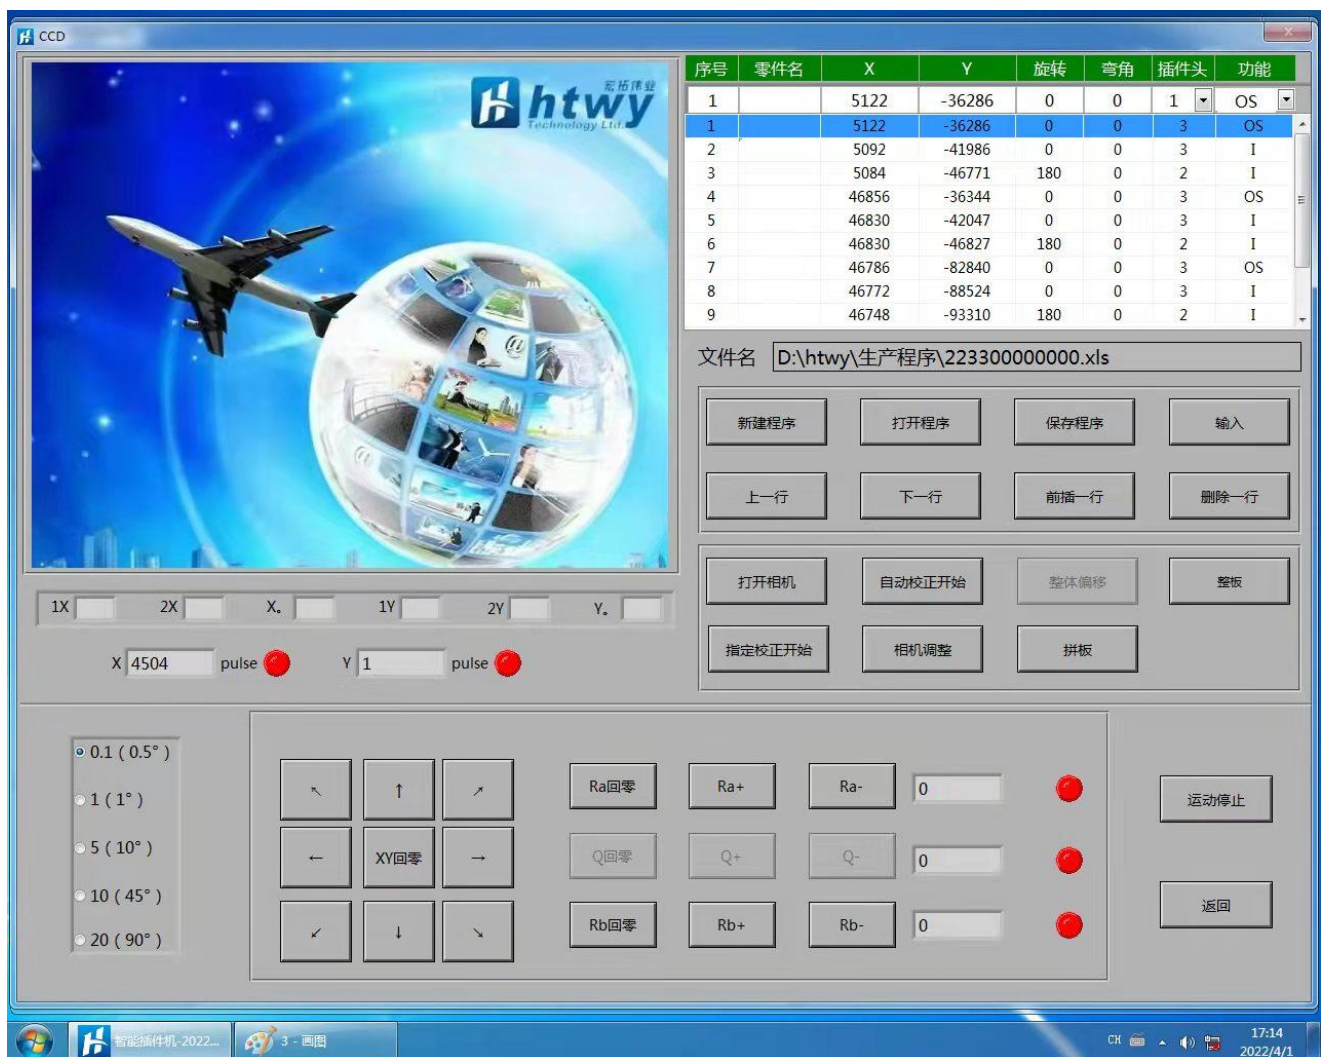 CCD
宏拓伟业
htwy
Technology Ltd.
序号 零件名 X Y 旋转 弯角 插件头 功能
1 5122 -36286 0 0 1 OS
1 5122 -36286 0 0 3 OS
2 5092 -41986 0 0 3 I
3 5084 -46771 180 0 2 I
4 46856 -36344 0 0 3 OS
5 46830 -42047 0 0 3 I
6 46830 -46827 180 0 2 I
7 46786 -82840 0 0 3 OS
8 46772 -88524 0 0 3 I
9 46748 -93310 180 0 2 I
文件名 D:\htwy\生产程序\223300000000.xls
新建程序 打开程序 保存程序 输入
上一行 下一行 前插一行 删除一行
打开相机 自动校正开始 整体偏移 整板
指定校正开始 相机调整 拼板
1X 2X X。 1Y 2Y Y。
X 4504 pulse Y 1 pulse
0.1 ( 0.5° )
1 ( 1° )
5 ( 10° )
10 ( 45° )
20 ( 90° )
↖ ↑ ↗
← XY回零 →
↙ ↓ ↘
Ra回零 Ra+ Ra- 0
Q回零 Q+ Q- 0
Rb回零 Rb+ Rb- 0
运动停止
返回
智能插件机-2022... 3 - 画图
CH 17:14
2022/4/1